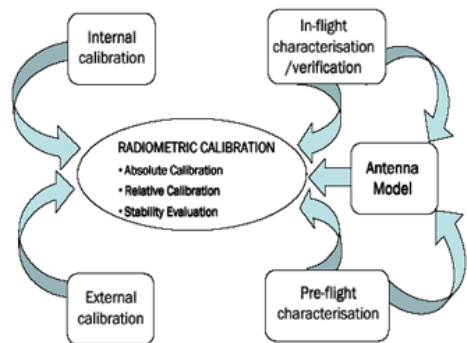 Internal
calibration
In-flight
characterisation
/verification
RADIOMETRIC CALIBRATION
• Absolute Calibration
• Relative Calibration
• Stability Evaluation
Antenna
Model
External
calibration
Pre-flight
characterisation